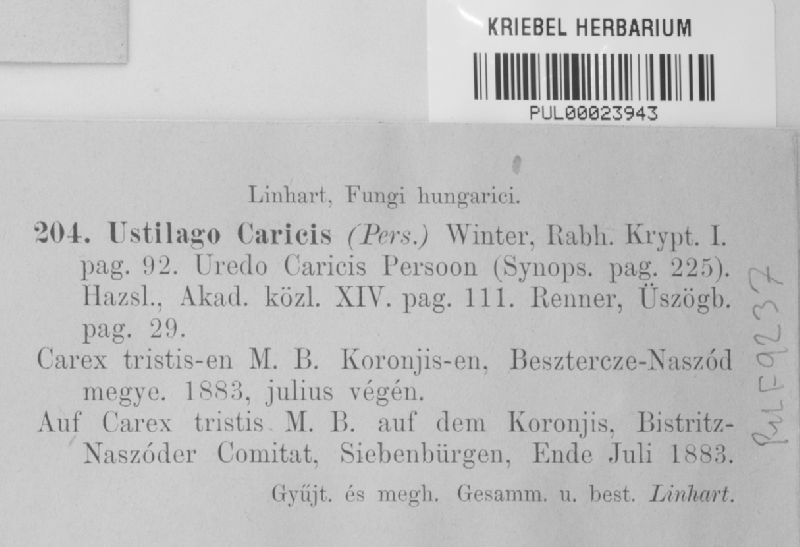 KRIEBEL HERBARIUM
PUL00023943
Linhart, Fungi hungarici.
204. Ustilago Caricis (Pers.) Winter, Rabh. Krypt. I.
pag. 92. Uredo Caricis Persoon (Synops. pag. 225).
Hazsl., Akad. közl. XIV. pag. 111. Renner, Üszögb.
pag. 29.
Carex tristis-en M. B. Koronjis-en, Besztercze-Naszód
megye. 1883, julius végén.
Auf Carex tristis M. B. auf dem Koronjis, Bistritz-
Naszóder Comitat, Siebenbürgen, Ende Juli 1883.
Gyűjt. és megh. Gesamm. u. best. Linhart.
PUL F9237